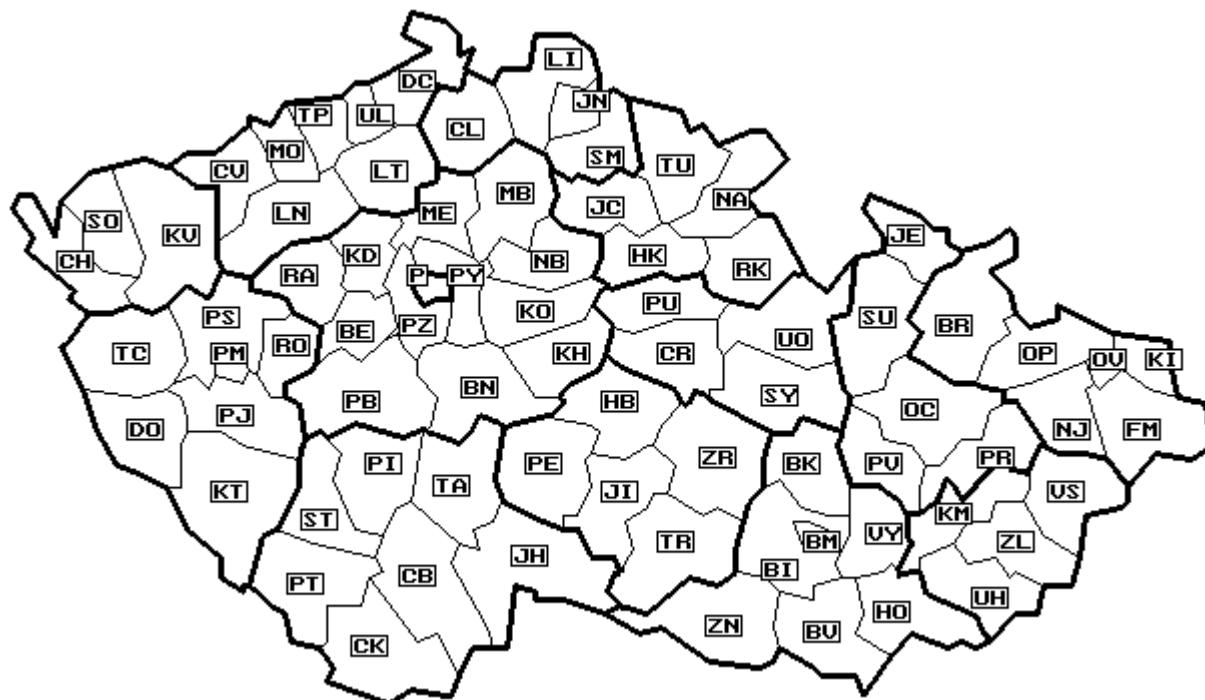 LI
DC
JN
TP
UL
CL
MO
SM
CV
LT
TU
MB
NA
LN
ME
JC
SO
KV
JE
CH
KD
RA
P
PY
NB
HK
RK
PS
BE
PZ
KO
PU
SU
BR
TC
PM
RO
KH
CR
UO
OP
OV
KI
PB
BN
HB
SY
OC
DO
PJ
NJ
FM
KT
PI
TA
PE
JI
ZR
BK
PV
PR
VS
ST
KM
TR
BM
VY
ZL
PT
CB
JH
BI
UH
CK
ZN
BV
HO